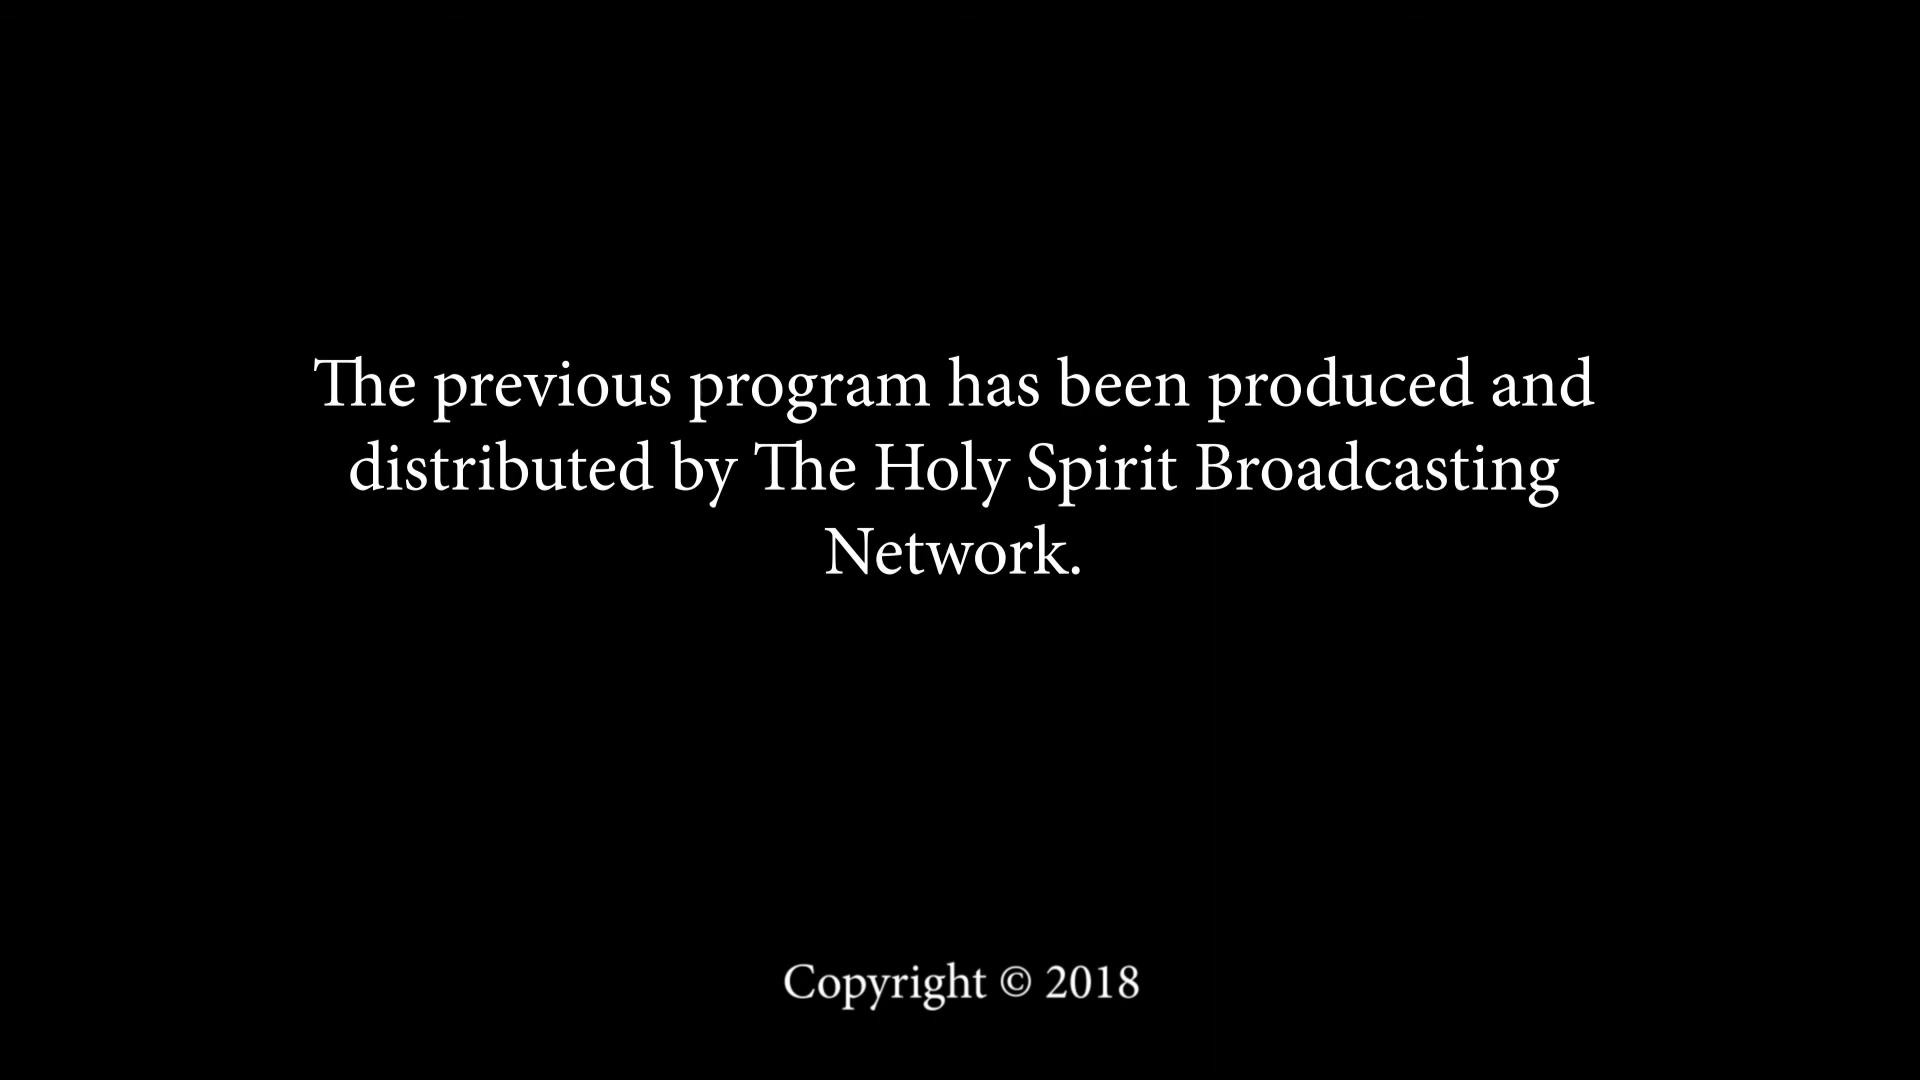 The previous program has been produced and
distributed by The Holy Spirit Broadcasting
Network.
Copyright © 2018